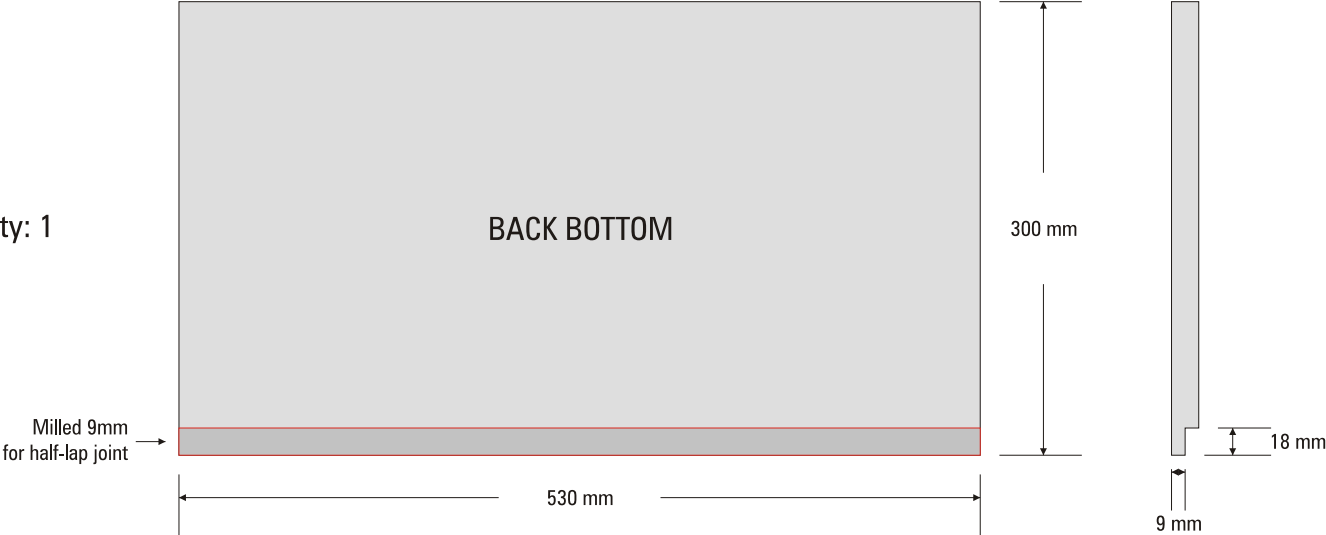 ty: 1
BACK BOTTOM
300 mm
Milled 9mm
for half-lap joint
18 mm
530 mm
9 mm